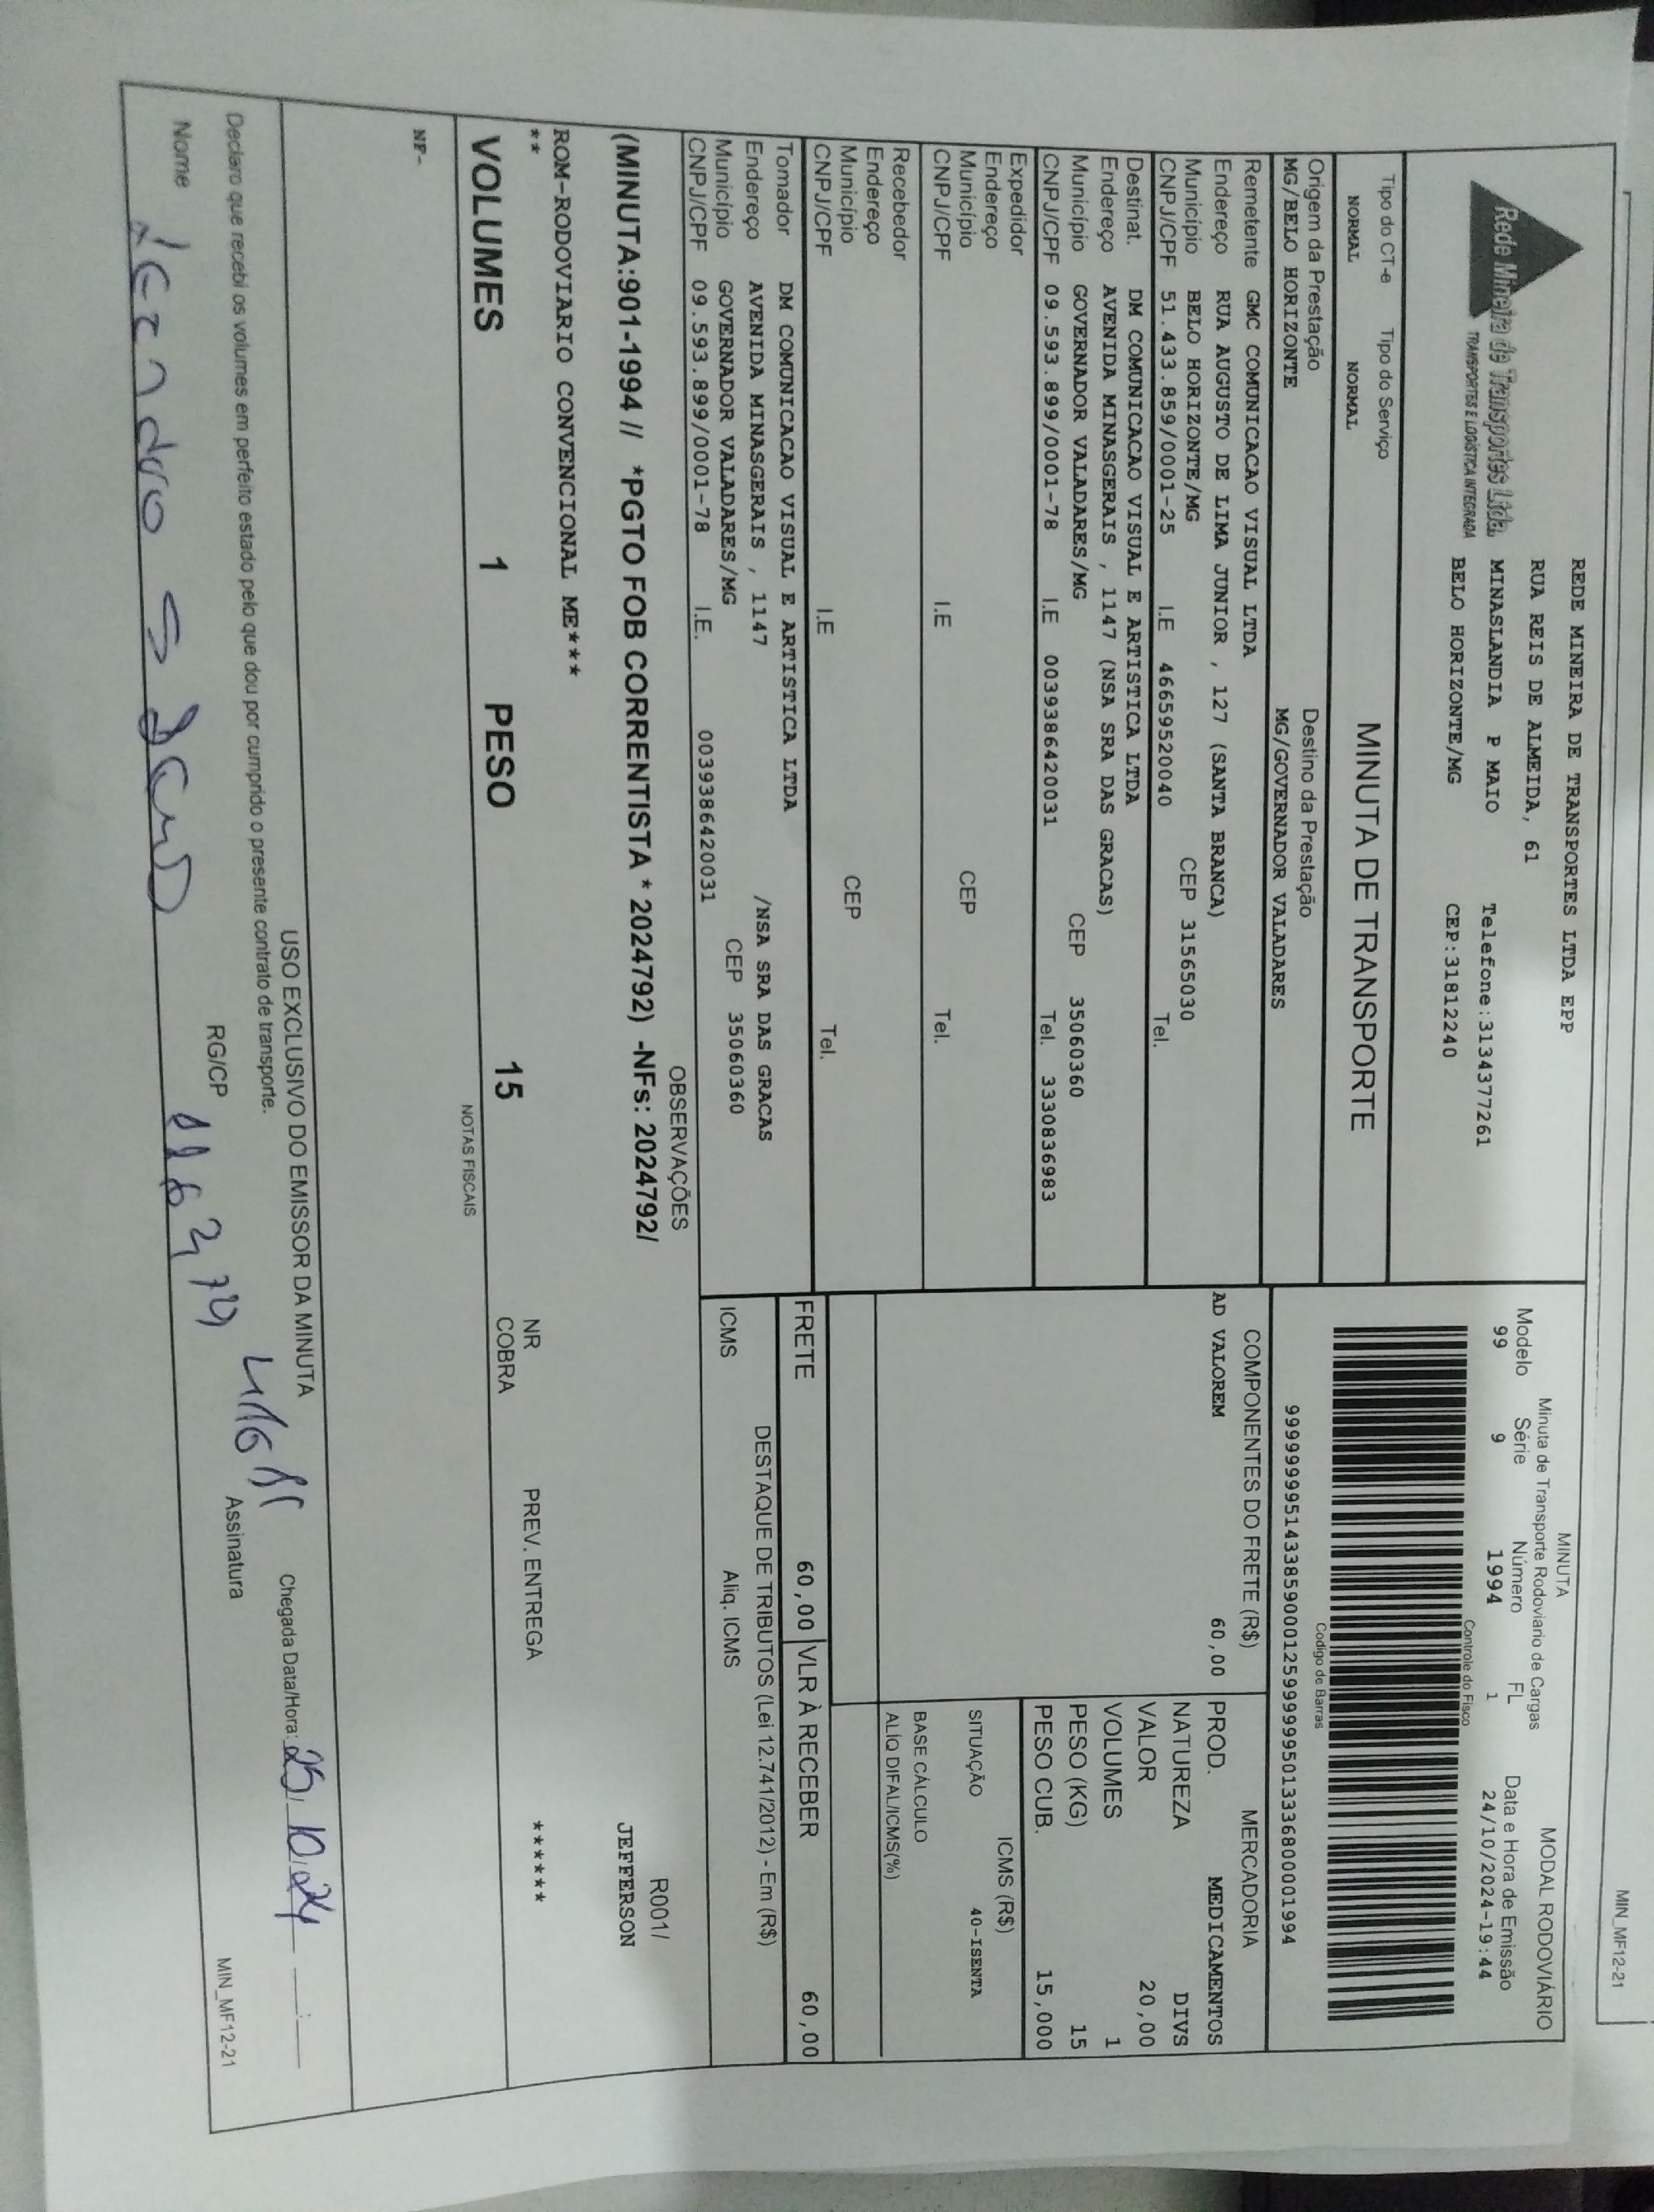 MIN_MF12-21
Rede Mineira de Transportes Ltda.
TRANSPORTES E LOGÍSTICA INTEGRADA
REDE MINEIRA DE TRANSPORTES LTDA EPP
RUA REIS DE ALMEIDA, 61
MINASLANDIA P MAIO Telefone:3134377261
BELO HORIZONTE/MG CEP:31812240
MINUTA MODAL RODOVIÁRIO
Minuta de Transporte Rodoviario de Cargas
Modelo Série Número FL Data e Hora de Emissão
99 9 1994 1 24/10/2024-19:44
Controle do Fisco
Tipo do CT-e Tipo do Serviço
NORMAL NORMAL
MINUTA DE TRANSPORTE
Codigo de Barras
9999999951433859000125999999950133368000001994
Origem da Prestação Destino da Prestação
MG/BELO HORIZONTE MG/GOVERNADOR VALADARES
Remetente GMC COMUNICACAO VISUAL LTDA
Endereço RUA AUGUSTO DE LIMA JUNIOR , 127 (SANTA BRANCA)
Município BELO HORIZONTE/MG CEP 31565030
CNPJ/CPF 51.433.859/0001-25 I.E 4665952004​0 Tel.
Destinat. DM COMUNICACAO VISUAL E ARTISTICA LTDA
Endereço AVENIDA MINASGERAIS , 1147 (NSA SRA DAS GRACAS)
Município GOVERNADOR VALADARES/MG CEP 35060360
CNPJ/CPF 09.593.899/0001-78 I.E 0039386420031 Tel. 3330836983
Expedidor
Endereço
Município CEP
CNPJ/CPF I.E Tel.
Recebedor
Endereço
Município CEP
CNPJ/CPF I.E Tel.
Tomador DM COMUNICACAO VISUAL E ARTISTICA LTDA
Endereço AVENIDA MINASGERAIS , 1147 /NSA SRA DAS GRACAS
Município GOVERNADOR VALADARES/MG CEP 35060360
CNPJ/CPF 09.593.899/0001-78 I.E. 0039386420031
COMPONENTES DO FRETE (R$)
AD VALOREM 60,00
MERCADORIA
PROD. MEDICAMENTOS
NATUREZA DIVS
VALOR 20,00
VOLUMES 1
PESO (KG) 15
PESO CUB. 15,000
ICMS (R$)
SITUAÇÃO 40-ISENTA
BASE CÁLCULO
ALÍQ DIFAL/ICMS(%)
FRETE 60,00 VLR À RECEBER 60,00
DESTAQUE DE TRIBUTOS (Lei 12.741/2012) - Em (R$)
ICMS Aliq. ICMS
OBSERVAÇÕES
(MINUTA:901-1994 // *PGTO FOB CORRENTISTA * 2024792) -NFs: 2024792/
R001/
JEFFERSON
ROM-RODOVIARIO CONVENCIONAL ME****
**
VOLUMES 1 PESO 15
NR
COBRA
PREV. ENTREGA ******
NOTAS FISCAIS
NF-
USO EXCLUSIVO DO EMISSOR DA MINUTA
Declaro que recebi os volumes em perfeito estado pelo que dou por cumprido o presente contrato de transporte.
Chegada Data/Hora: 25/10/24 __:__
Nome RG/CP Assinatura
MIN_MF12-21